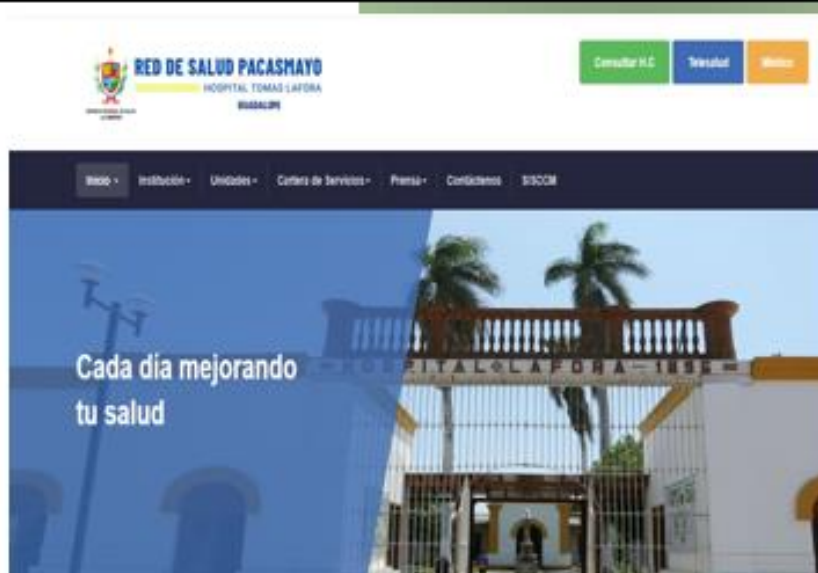 RED DE SALUD PACASMAYO
HOSPITAL TOMAS LAFORA
GUADALUPE
Consultar H.C
Telesalud
Inicio
Institución
Unidades
Cartera de Servicios
Prensa
Contáctenos
SISCCM
HOSPITAL LAFORA-1896
Cada día mejorando
tu salud